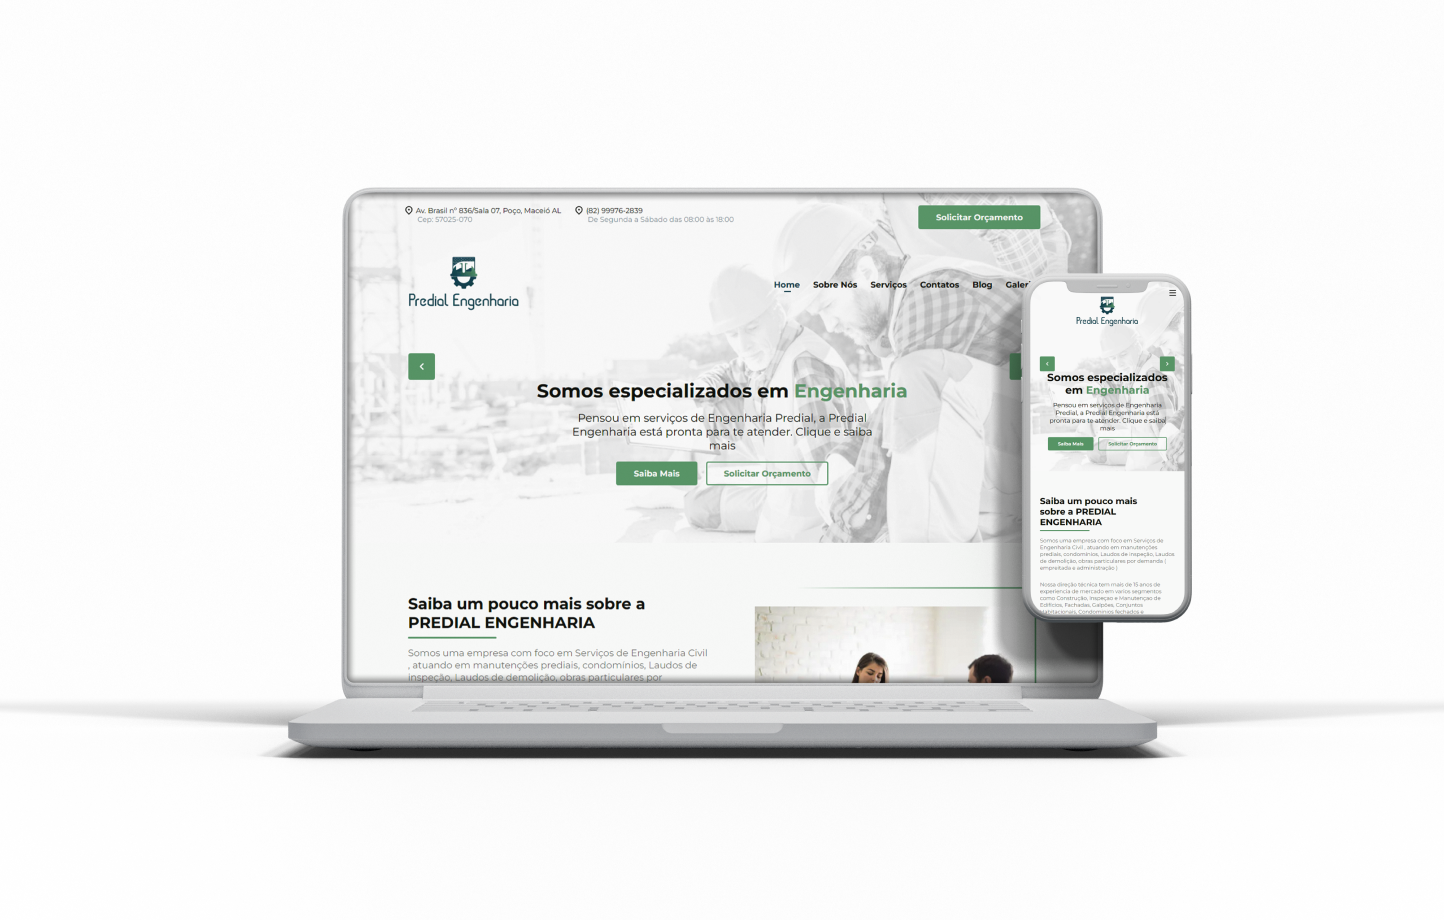 Av. Brasil nº 836/Sala 07, Poço, Maceió AL
Cep: 57025-070
(82) 99976-2839
De Segunda a Sábado das 08:00 às 18:00
Solicitar Orçamento
Predial Engenharia
Home Sobre Nós Serviços Contatos Blog
Somos especializados em Engenharia
Pensou em serviços de Engenharia Predial, a Predial
Engenharia está pronta para te atender. Clique e saiba
mais
Saiba Mais
Solicitar Orçamento
Saiba um pouco mais sobre a
PREDIAL ENGENHARIA
Somos uma empresa com foco em Serviços de Engenharia Civil
, atuando em manutenções prediais, condomínios, Laudos de
inspeção, Laudos de demolição, obras particulares por
Predial Engenharia
Somos especializados
em Engenharia
Pensou em serviços de Engenharia
Predial, a Predial Engenharia está
pronta para te atender. Clique e saiba
mais
Saiba Mais
Solicitar Orçamento
Saiba um pouco mais
sobre a PREDIAL
ENGENHARIA
Somos uma empresa com foco em Serviços de
Engenharia Civil , atuando em manutenções
prediais, condomínios, Laudos de inspeção, Laudos
de demolição, obras particulares por demanda (
empreitada e administração )
Nossa direção técnica tem mais de 15 anos de
experiencia de mercado em varios segmentos
como Construção, Inspeçao e Manutençao de
Edifícios, Fachadas, Galpões, Conjuntos
Habitacionais, Condomínios fechados e